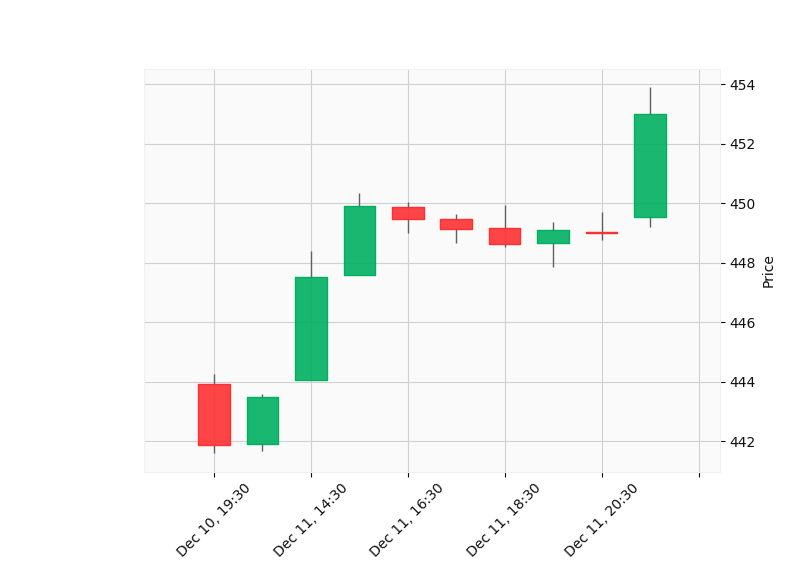 454
452
450
448
446
444
442
Price
Dec 10, 19:30
Dec 11, 14:30
Dec 11, 16:30
Dec 11, 18:30
Dec 11, 20:30